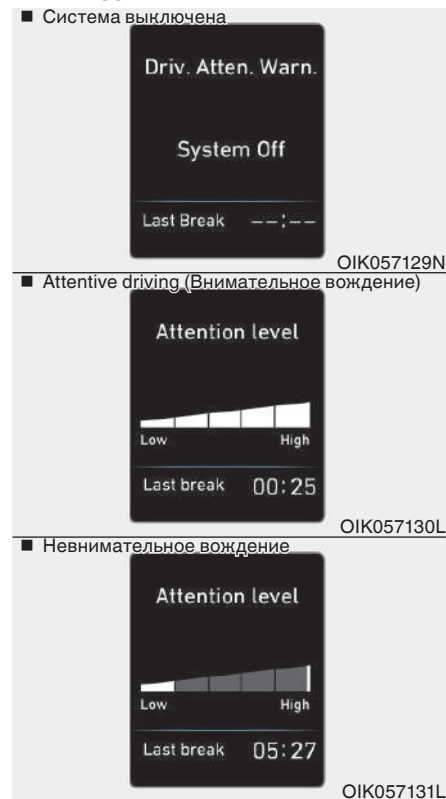 ■ Система выключена
Driv. Atten. Warn.
System Off
Last Break --:--
OIK057129N
■ Attentive driving (Внимательное вождение)
Attention level
Low High
Last break 00:25
OIK057130L
■ Невнимательное вождение
Attention level
Low High
Last break 05:27
OIK057131L